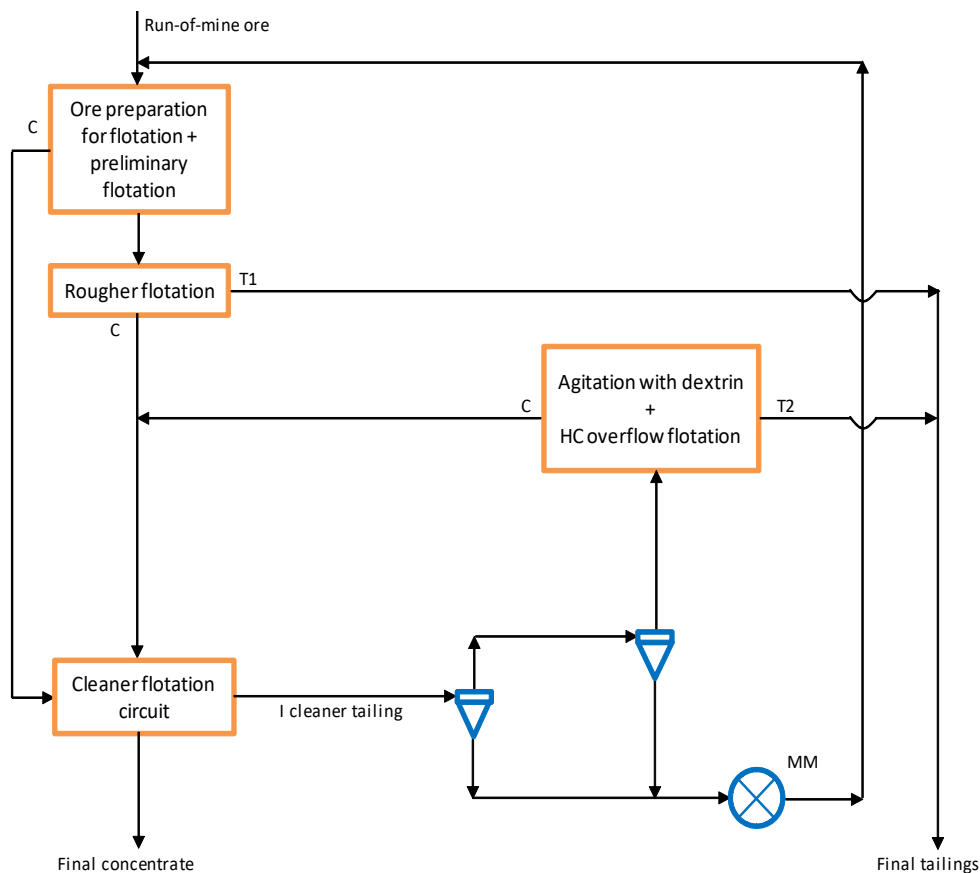 Run-of-mine ore
Ore preparation
for flotation +
preliminary
flotation
C
Rougher flotation
T1
C
Agitation with dextrin
+
HC overflow flotation
C
T2
Cleaner flotation
circuit
I cleaner tailing
MM
Final concentrate
Final tailings